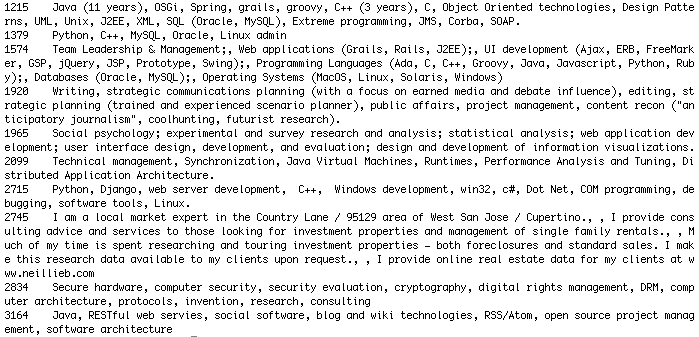 1215    Java (11 years), OSGi, Spring, grails, groovy, C++ (3 years), C, Object Oriented technologies, Design Patte
rns, UML, Unix, J2EE, XML, SQL (Oracle, MySQL), Extreme programming, JMS, Corba, SOAP.
1379    Python, C++, MySQL, Oracle, Linux admin
1574    Team Leadership & Management;, Web applications (Grails, Rails, J2EE);, UI development (Ajax, ERB, FreeMark
er, GSP, jQuery, JSP, Prototype, Swing);, Programming Languages (Ada, C, C++, Groovy, Java, Javascript, Python, Rub
y);, Databases (Oracle, MySQL);, Operating Systems (MacOS, Linux, Solaris, Windows)
1920    Writing, strategic communications planning (with a focus on earned media and debate influence), editing, st
rategic planning (trained and experienced scenario planner), public affairs, project management, content recon ("an
ticipatory journalism", coolhunting, futurist research).
1965    Social psychology; experimental and survey research and analysis; statistical analysis; web application dev
elopment; user interface design, development, and evaluation; design and development of information visualizations.
2099    Technical management, Synchronization, Java Virtual Machines, Runtimes, Performance Analysis and Tuning, Di
stributed Application Architecture.
2715    Python, Django, web server development,  C++,  Windows development, win32, c#, Dot Net, COM programming, de
bugging, software tools, Linux.
2745    I am a local market expert in the Country Lane / 95129 area of West San Jose / Cupertino., , I provide cons
ulting advice and services to those looking for investment properties and management of single family rentals., , M
uch of my time is spent researching and touring investment properties – both foreclosures and standard sales. I mak
e this research data available to my clients upon request., , I provide online real estate data for my clients at w
ww.neillieb.com
2834    Secure hardware, computer security, security evaluation, cryptography, digital rights management, DRM, comp
uter architecture, protocols, invention, research, consulting
3164    Java, RESTful web servies, social software, blog and wiki technologies, RSS/Atom, open source project manag
ement, software architecture